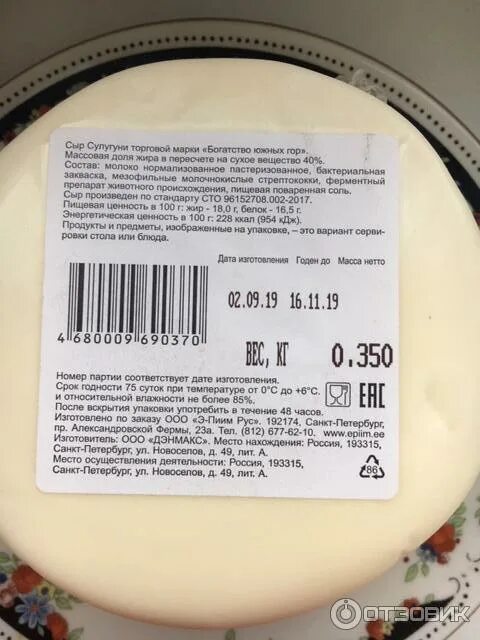 Сыр Сулугуни торговой марки «Богатство южных гор».
Массовая доля жира в пересчете на сухое вещество 40%.
Состав: молоко нормализованное пастеризованное, бактериальная
закваска, мезофильные молочнокислые стрептококки, ферментный
препарат животного происхождения, пищевая поваренная соль.
Сыр произведен по стандарту СТО 96152708.002-2017.
Пищевая ценность в 100 г: жир - 18,0 г, белок - 16,5 г.
Энергетическая ценность в 100 г: 228 ккал (954 кДж).
Продукты и предметы, изображенные на упаковке, – это вариант серви-
ровки стола или блюда.
Дата изготовления Годен до Масса нетто
02.09.19 16.11.19
ВЕС, КГ 0.350
4 680009 690370
Номер партии соответствует дате изготовления.
Срок годности 75 суток при температуре от 0°С до +6°С.
и относительной влажности не более 85%.
После вскрытия упаковки употребить в течение 48 часов.
Изготовлено по заказу ООО «Э-Пиим Рус». 192174, Санкт-Петербург,
пр. Александровской Фермы, 23а. Тел. (812) 677-62-10. www.epiim.ee
Изготовитель: ООО «ДЭНМАКС». Место нахождения: Россия, 193315,
Санкт-Петербург, ул. Новоселов, д. 49, лит. А.
Место осуществления деятельности: Россия, 193315,
Санкт-Петербург, ул. Новоселов, д. 49, лит. А.
EAC
86
ОТЗОВИК